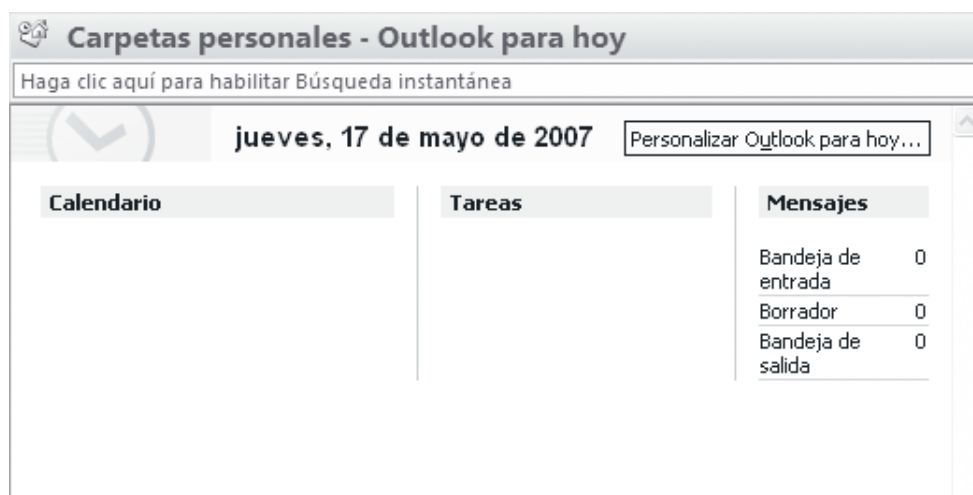 Carpetas personales - Outlook para hoy
Haga clic aquí para habilitar Búsqueda instantánea
jueves, 17 de mayo de 2007
Personalizar Outlook para hoy...
Calendario
Tareas
Mensajes
Bandeja de entrada 0
Borrador 0
Bandeja de salida 0